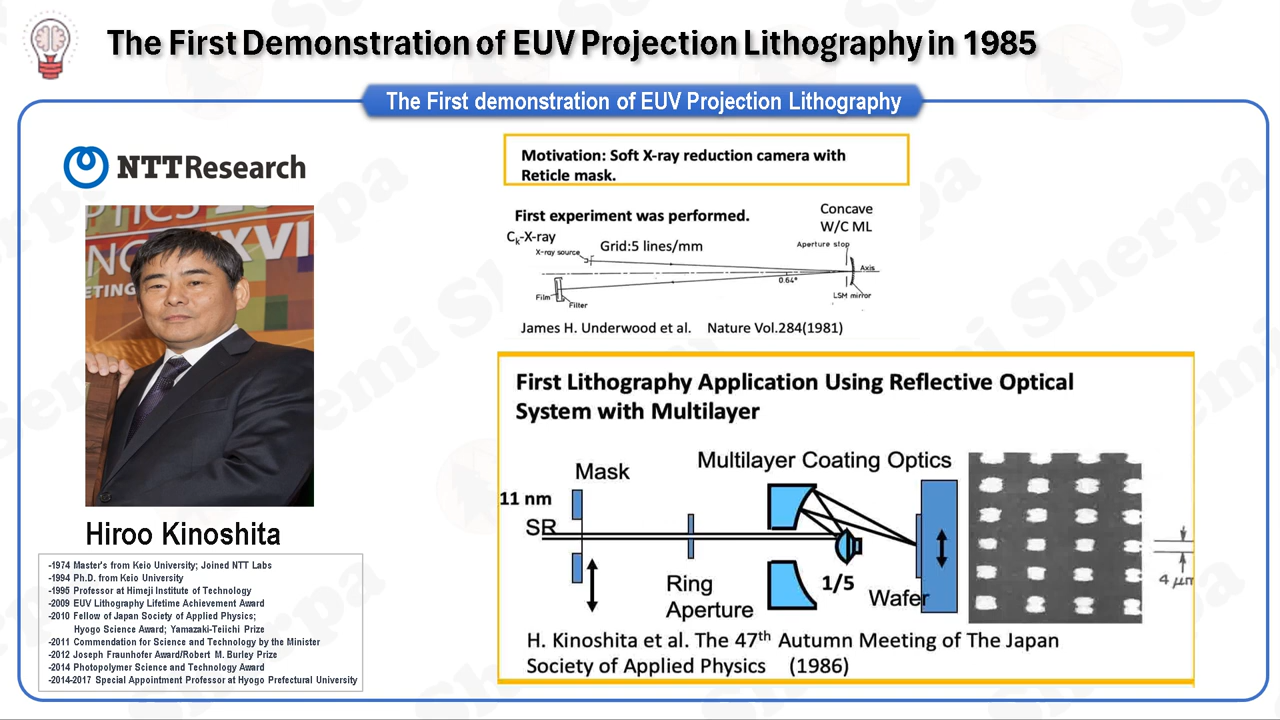 The First Demonstration of EUV Projection Lithography in 1985
The First demonstration of EUV Projection Lithography
NTT Research
PTICS
NC XVI
ETING
Hiroo Kinoshita
-1974 Master's from Keio University; Joined NTT Labs
-1994 Ph.D. from Keio University
-1995 Professor at Himeji Institute of Technology
-2009 EUV Lithography Lifetime Achievement Award
-2010 Fellow of Japan Society of Applied Physics;
Hyogo Science Award; Yamazaki-Teiichi Prize
-2011 Commendation for Science and Technology by the Minister
-2012 Joseph Fraunhofer Award/Robert M. Burley Prize
-2014 Photopolymer Science and Technology Award
-2014-2017 Special Appointment Professor at Hyogo Prefectural University
Motivation: Soft X-ray reduction camera with
Reticle mask.
First experiment was performed.
Concave
W/C ML
Ck-X-ray
Grid:5 lines/mm
X-ray source
Aperture stop
Axis
0.64°
Film
Filter
LSM mirror
James H. Underwood et al. Nature Vol.284(1981)
First Lithography Application Using Reflective Optical
System with Multilayer
Mask
Multilayer Coating Optics
11 nm
SR
Ring
Aperture
1/5
Wafer
4 μm
H. Kinoshita et al. The 47th Autumn Meeting of The Japan
Society of Applied Physics (1986)
Semi Sherpa